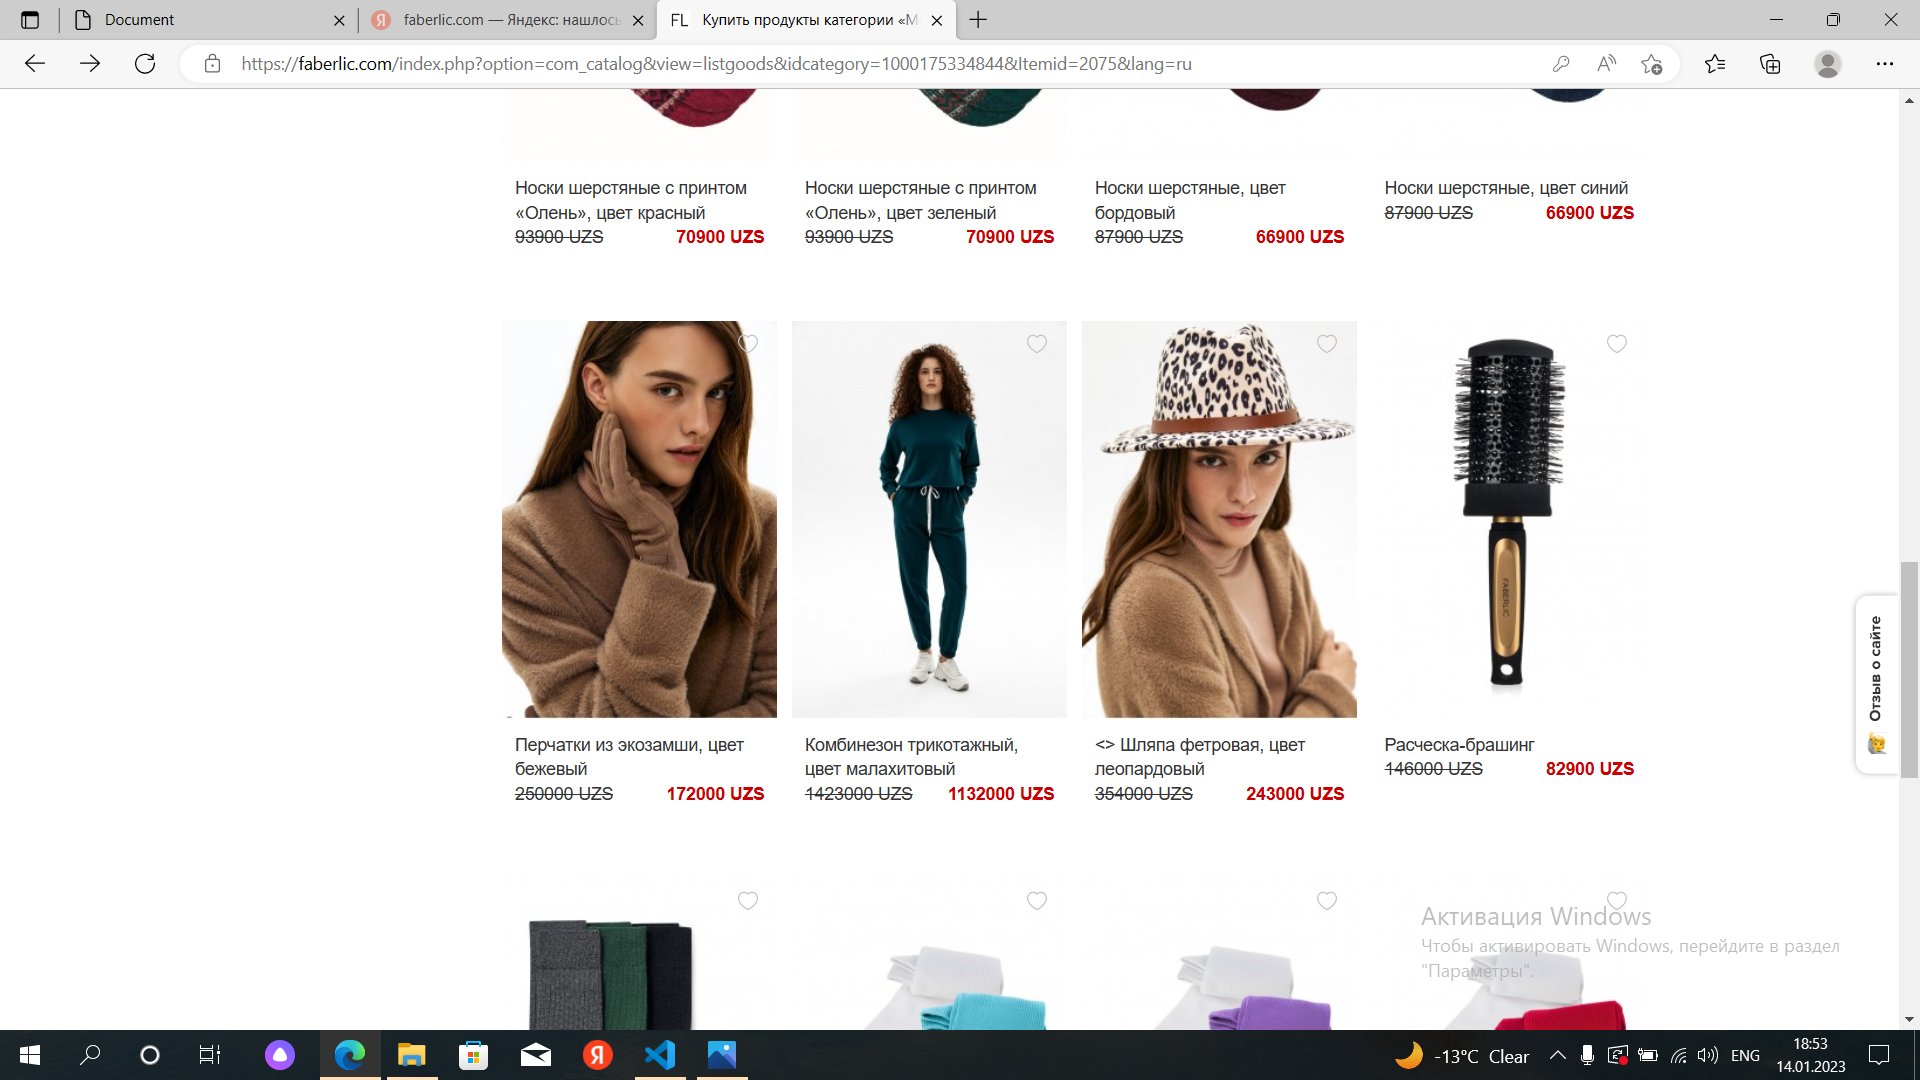 Document
faberlic.com — Яндекс: нашлось
FL Купить продукты категории «М
https://faberlic.com/index.php?option=com_catalog&view=listgoods&idcategory=1000175334844&Itemid=2075&lang=ru
Носки шерстяные с принтом
«Олень», цвет красный
93900 UZS 70900 UZS
Носки шерстяные с принтом
«Олень», цвет зеленый
93900 UZS 70900 UZS
Носки шерстяные, цвет
бордовый
87900 UZS 66900 UZS
Носки шерстяные, цвет синий
87900 UZS 66900 UZS
FABERLIC
Перчатки из экозамши, цвет
бежевый
250000 UZS 172000 UZS
Комбинезон трикотажный,
цвет малахитовый
1423000 UZS 1132000 UZS
<> Шляпа фетровая, цвет
леопардовый
354000 UZS 243000 UZS
Расческа-брашинг
146000 UZS 82900 UZS
Отзыв о сайте
Активация Windows
Чтобы активировать Windows, перейдите в раздел
"Параметры".
-13°C Clear
ENG
18:53
14.01.2023